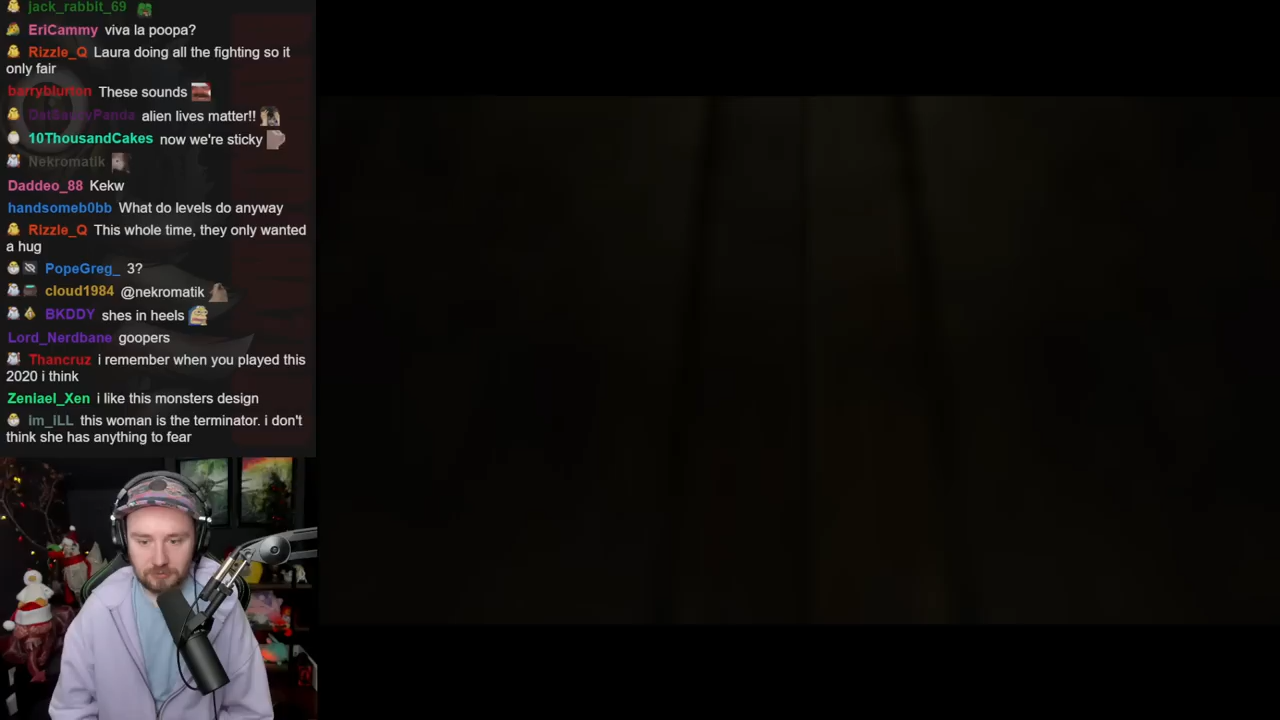 jack_rabbit_69
EriCammy viva la poopa?
Rizzle_Q Laura doing all the fighting so it
only fair
barryblurton These sounds
DatSassyPanda alien lives matter!!
10ThousandCakes now we're sticky
Nekromatik
Daddeo_88 Kekw
handsomeb0bb What do levels do anyway
Rizzle_Q This whole time, they only wanted
a hug
PopeGreg_ 3?
cloud1984 @nekromatik
BKDDY shes in heels
Lord_Nerdbane goopers
Thancruz i remember when you played this
2020 i think
Zeniael_Xen i like this monsters design
Im_iLL this woman is the terminator. i don't
think she has anything to fear